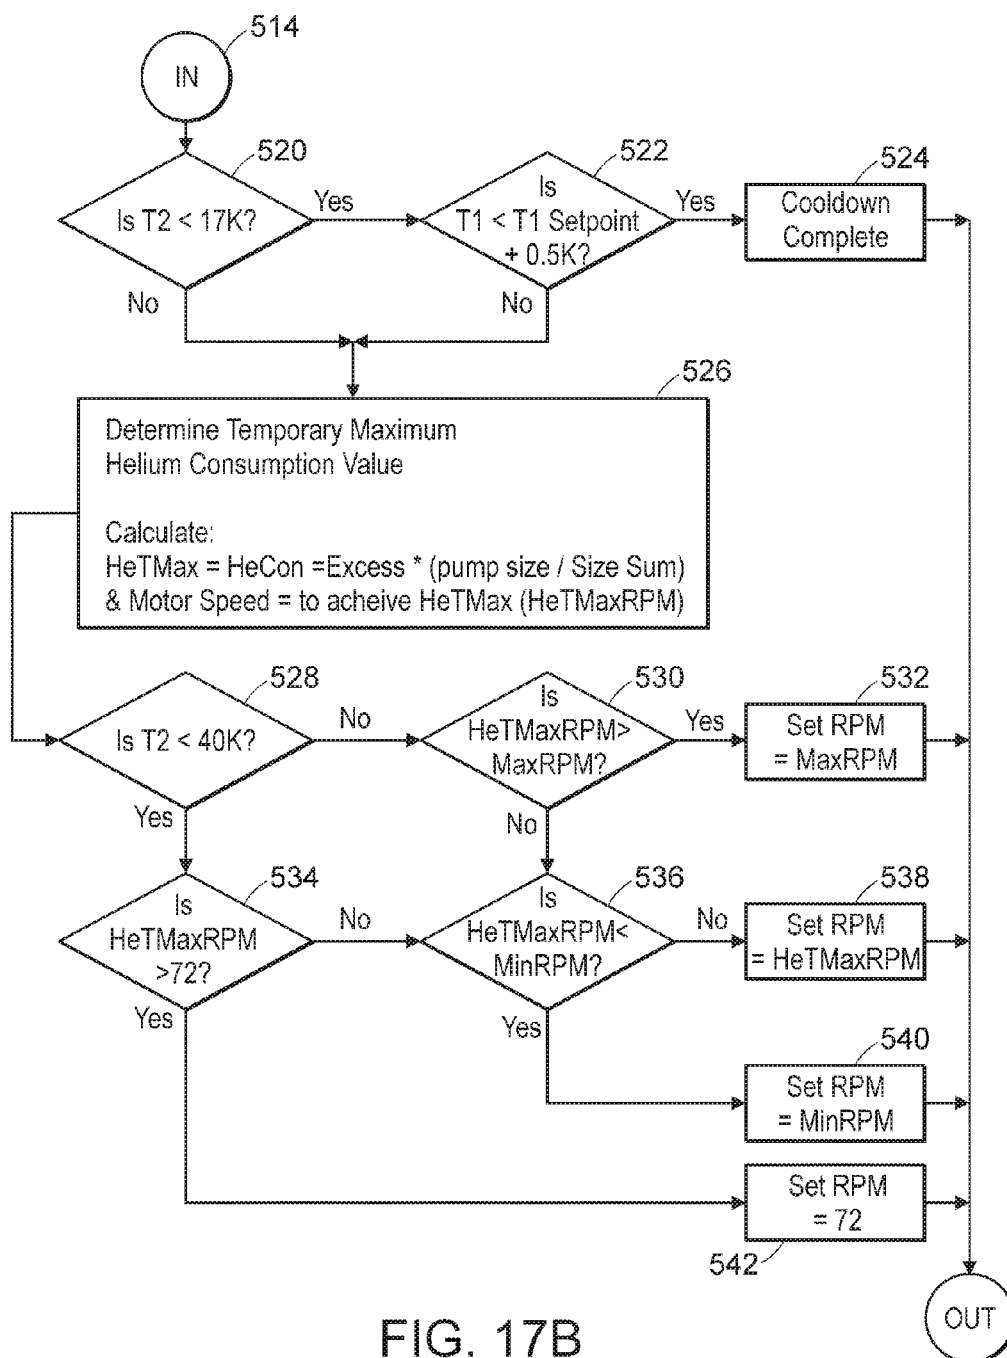 514
IN
520
522
524
Is T2 < 17K?
Yes
Is
T1 < T1 Setpoint
+ 0.5K?
Yes
Cooldown
Complete
No
No
526
Determine Temporary Maximum
Helium Consumption Value
Calculate:
HeTMax = HeCon =Excess * (pump size / Size Sum)
& Motor Speed = to acheive HeTMax (HeTMaxRPM)
528
530
532
Is T2 < 40K?
No
Is
HeTMaxRPM>
MaxRPM?
Yes
Set RPM
= MaxRPM
Yes
No
534
536
538
Is
HeTMaxRPM
>72?
No
Is
HeTMaxRPM<
MinRPM?
No
Set RPM
= HeTMaxRPM
Yes
Yes
540
Set RPM
= MinRPM
Set RPM
= 72
542
OUT
FIG. 17B